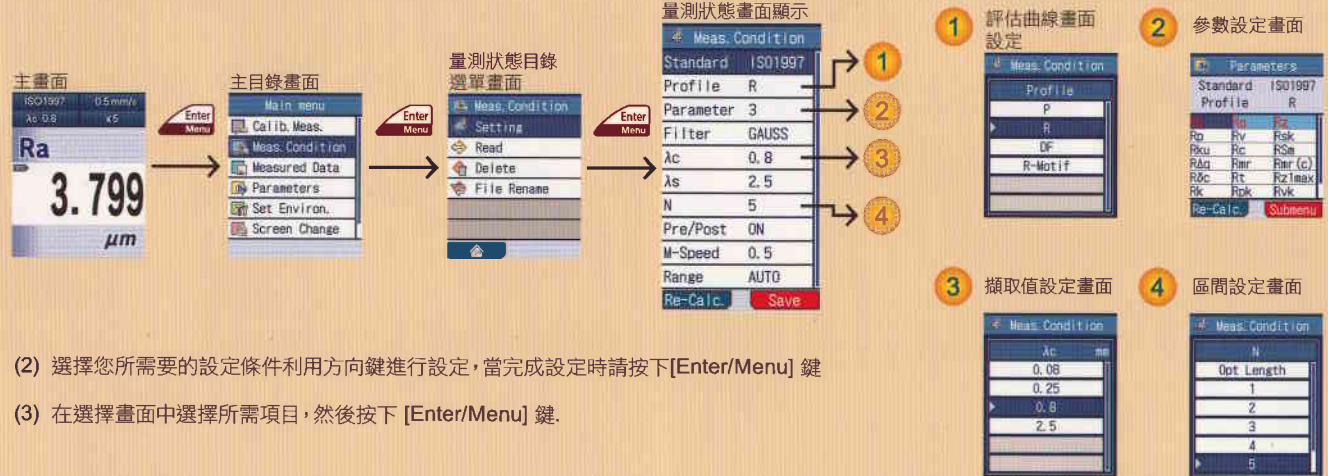 主畫面
ISO1997 0.5mm/s
λc 0.8 x5
Ra
3.799
μm
Enter
Menu
主目錄畫面
Main menu
Calib. Meas.
Meas. Condition
Measured Data
Parameters
Set Environ.
Screen Change
Enter
Menu
量測狀態目錄
選單畫面
Meas. Condition
Setting
Read
Delete
File Rename
Enter
Menu
量測狀態畫面顯示
Meas. Condition
Standard ISO1997
Profile R
Parameter 3
Filter GAUSS
λc 0.8
λs 2.5
N 5
Pre/Post ON
M-Speed 0.5
Range AUTO
Re-Calc. Save
1
2
3
4
1 評估曲線畫面
設定
Meas. Condition
Profile
P
R
DF
R-Motif
2 參數設定畫面
Parameters
Standard ISO1997
Profile R
Ra Rq Rz
Rp Rv Rsk
Rku Rc RSm
RΔq Rmr Rmr(c)
Rδc Rt Rz1max
Rk Rpk Rvk
Re-Calc. Submenu
3 擷取值設定畫面
Meas. Condition
λc mm
0.08
0.25
0.8
2.5
4 區間設定畫面
Meas. Condition
N
Opt Length
1
2
3
4
5
(2) 選擇您所需要的設定條件利用方向鍵進行設定，當完成設定時請按下[Enter/Menu] 鍵
(3) 在選擇畫面中選擇所需項目，然後按下 [Enter/Menu] 鍵.